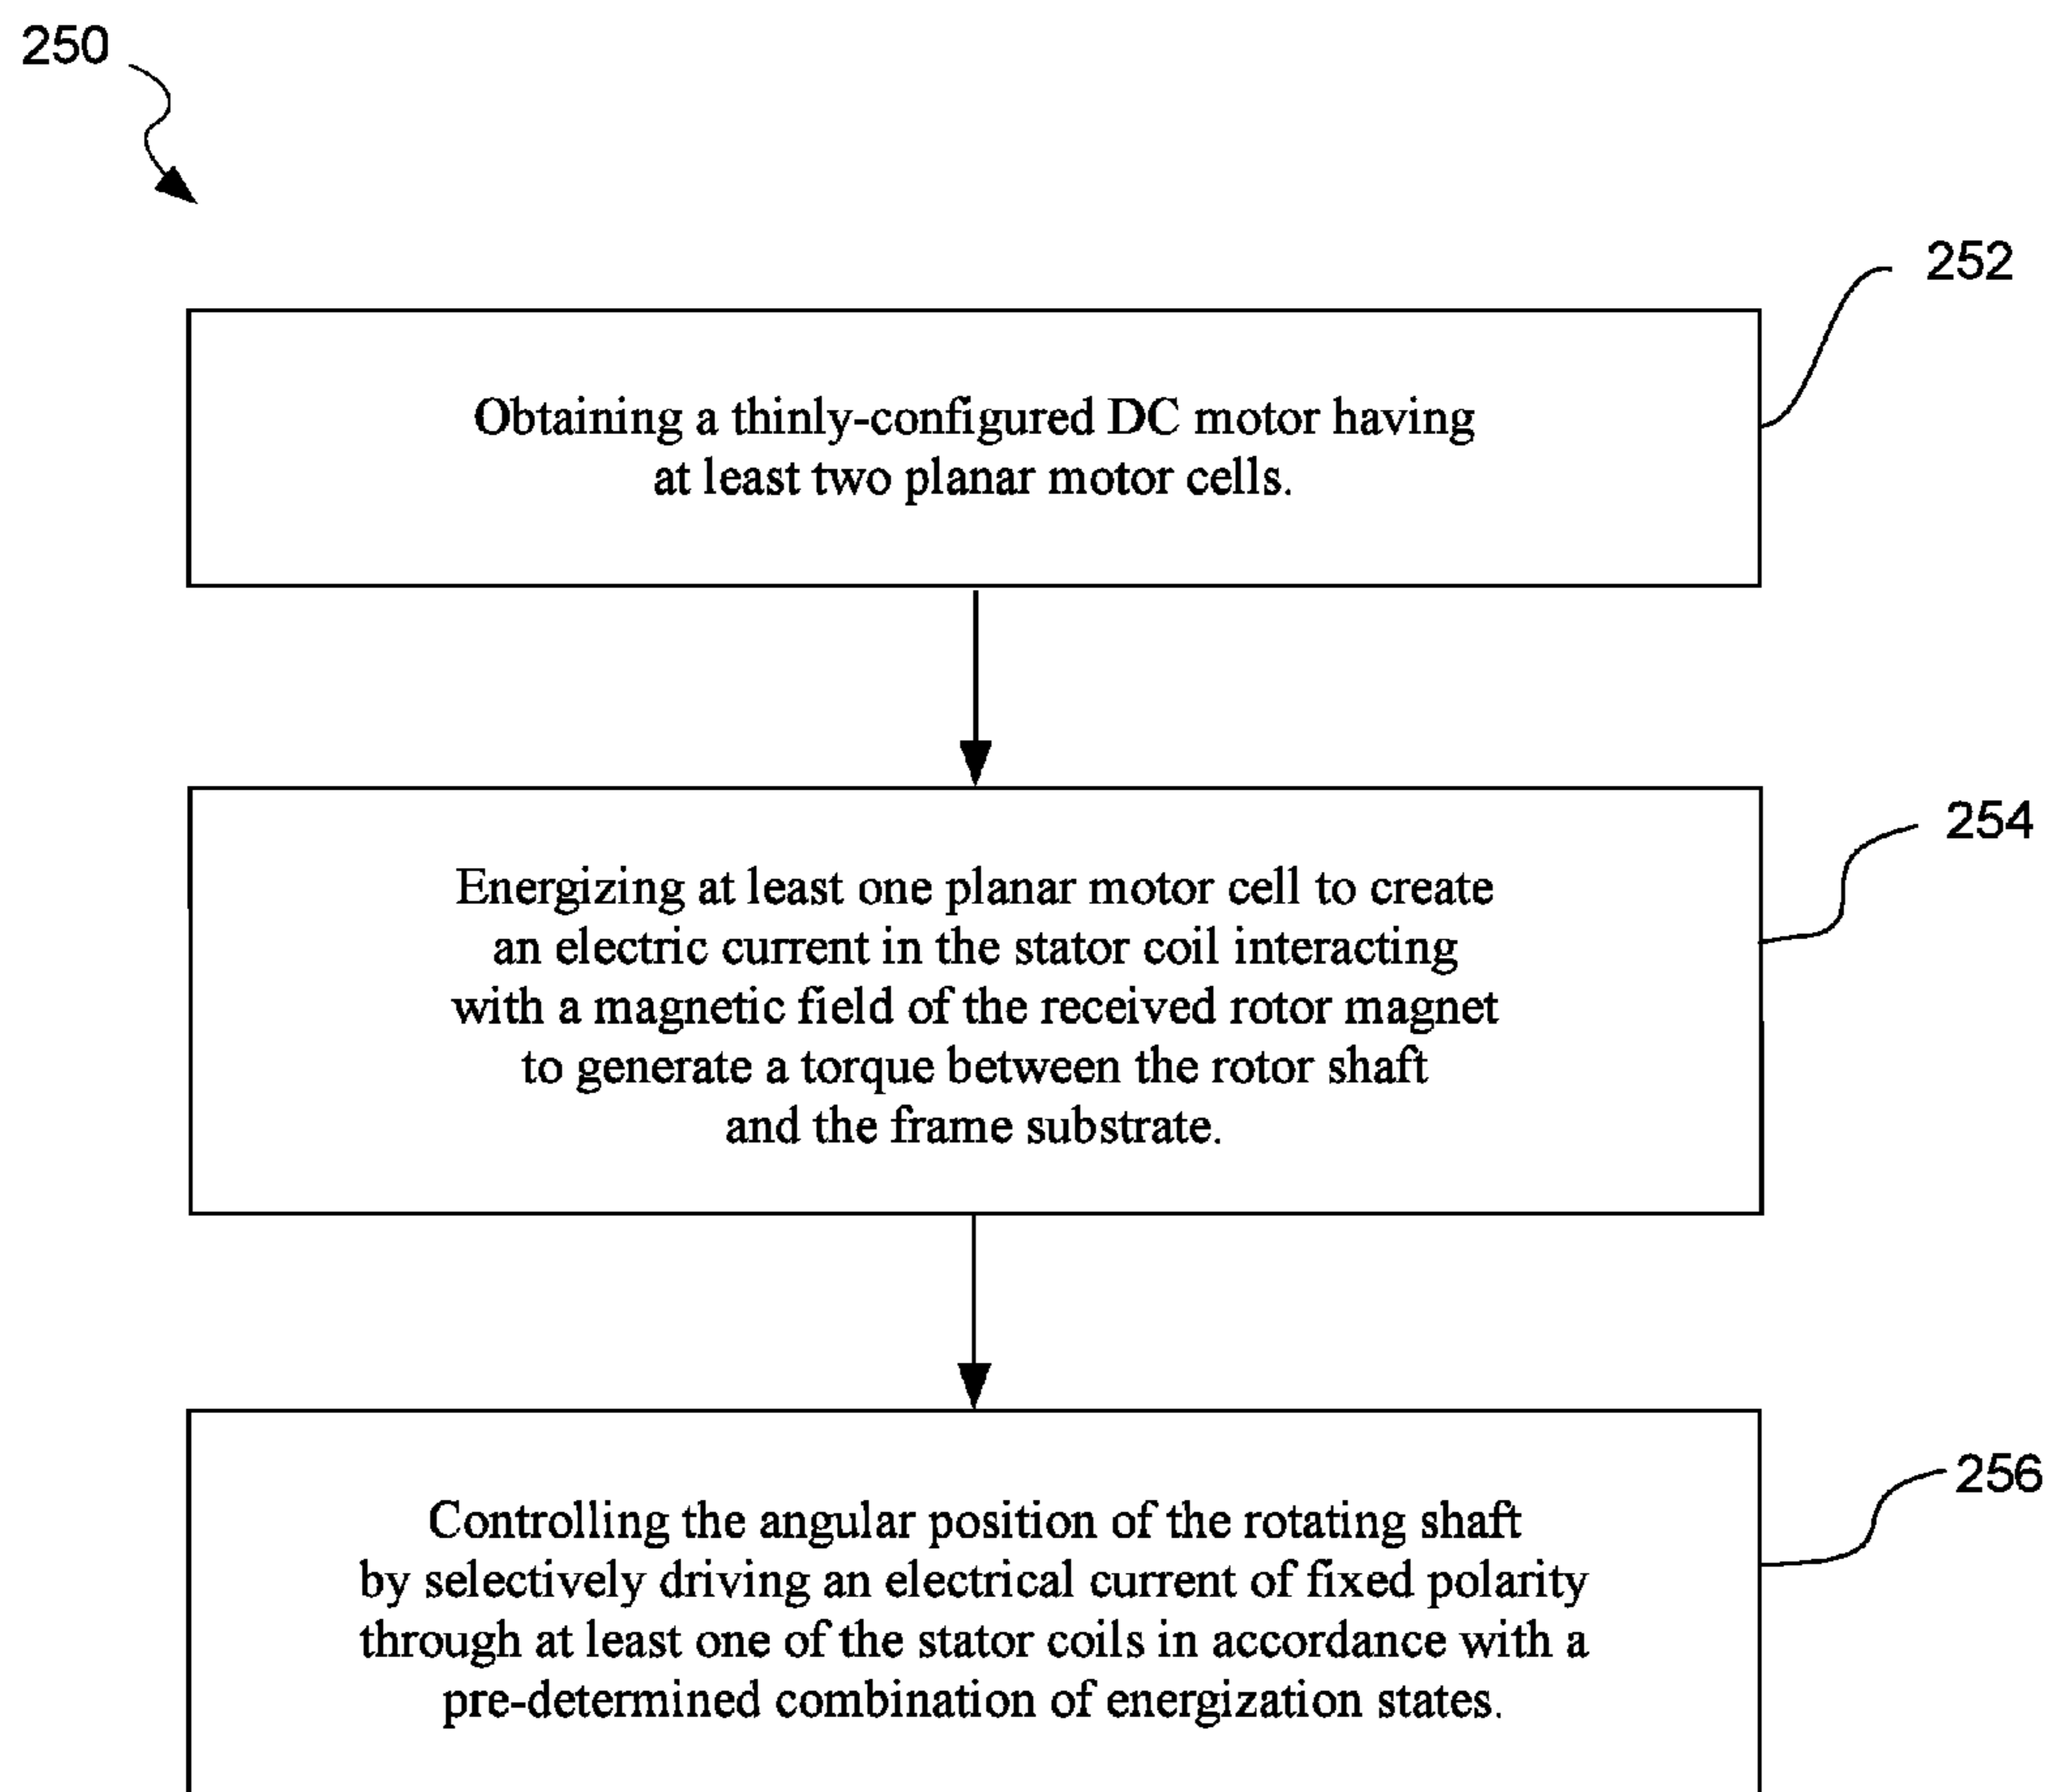 250
252
Obtaining a thinly-configured DC motor having
at least two planar motor cells.
254
Energizing at least one planar motor cell to create
an electric current in the stator coil interacting
with a magnetic field of the received rotor magnet
to generate a torque between the rotor shaft
and the frame substrate.
256
Controlling the angular position of the rotating shaft
by selectively driving an electrical current of fixed polarity
through at least one of the stator coils in accordance with a
pre-determined combination of energization states.